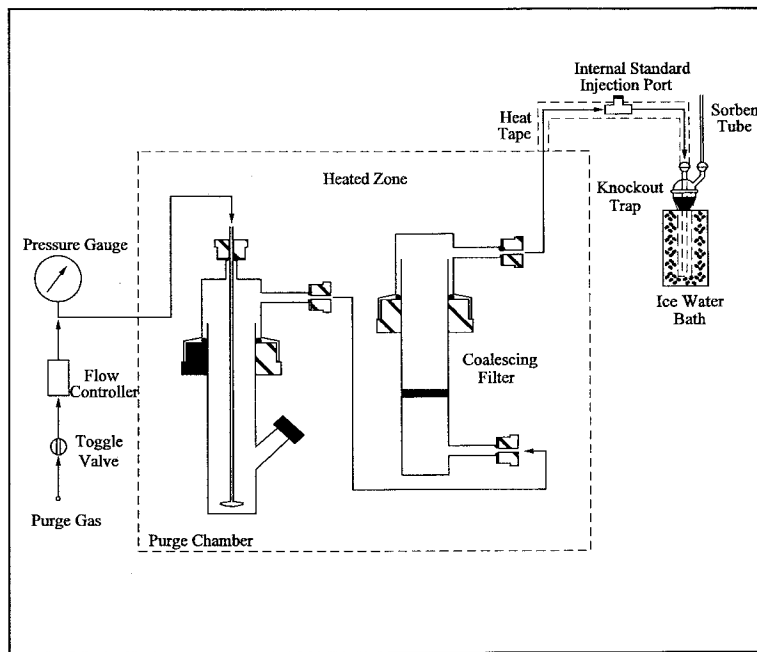 Internal Standard
Injection Port
Sorben
Tube
Heat
Tape
Heated Zone
Knockout
Trap
Pressure Gauge
Ice Water
Bath
Flow
Controller
Coalescing
Filter
Toggle
Valve
Purge Gas
Purge Chamber